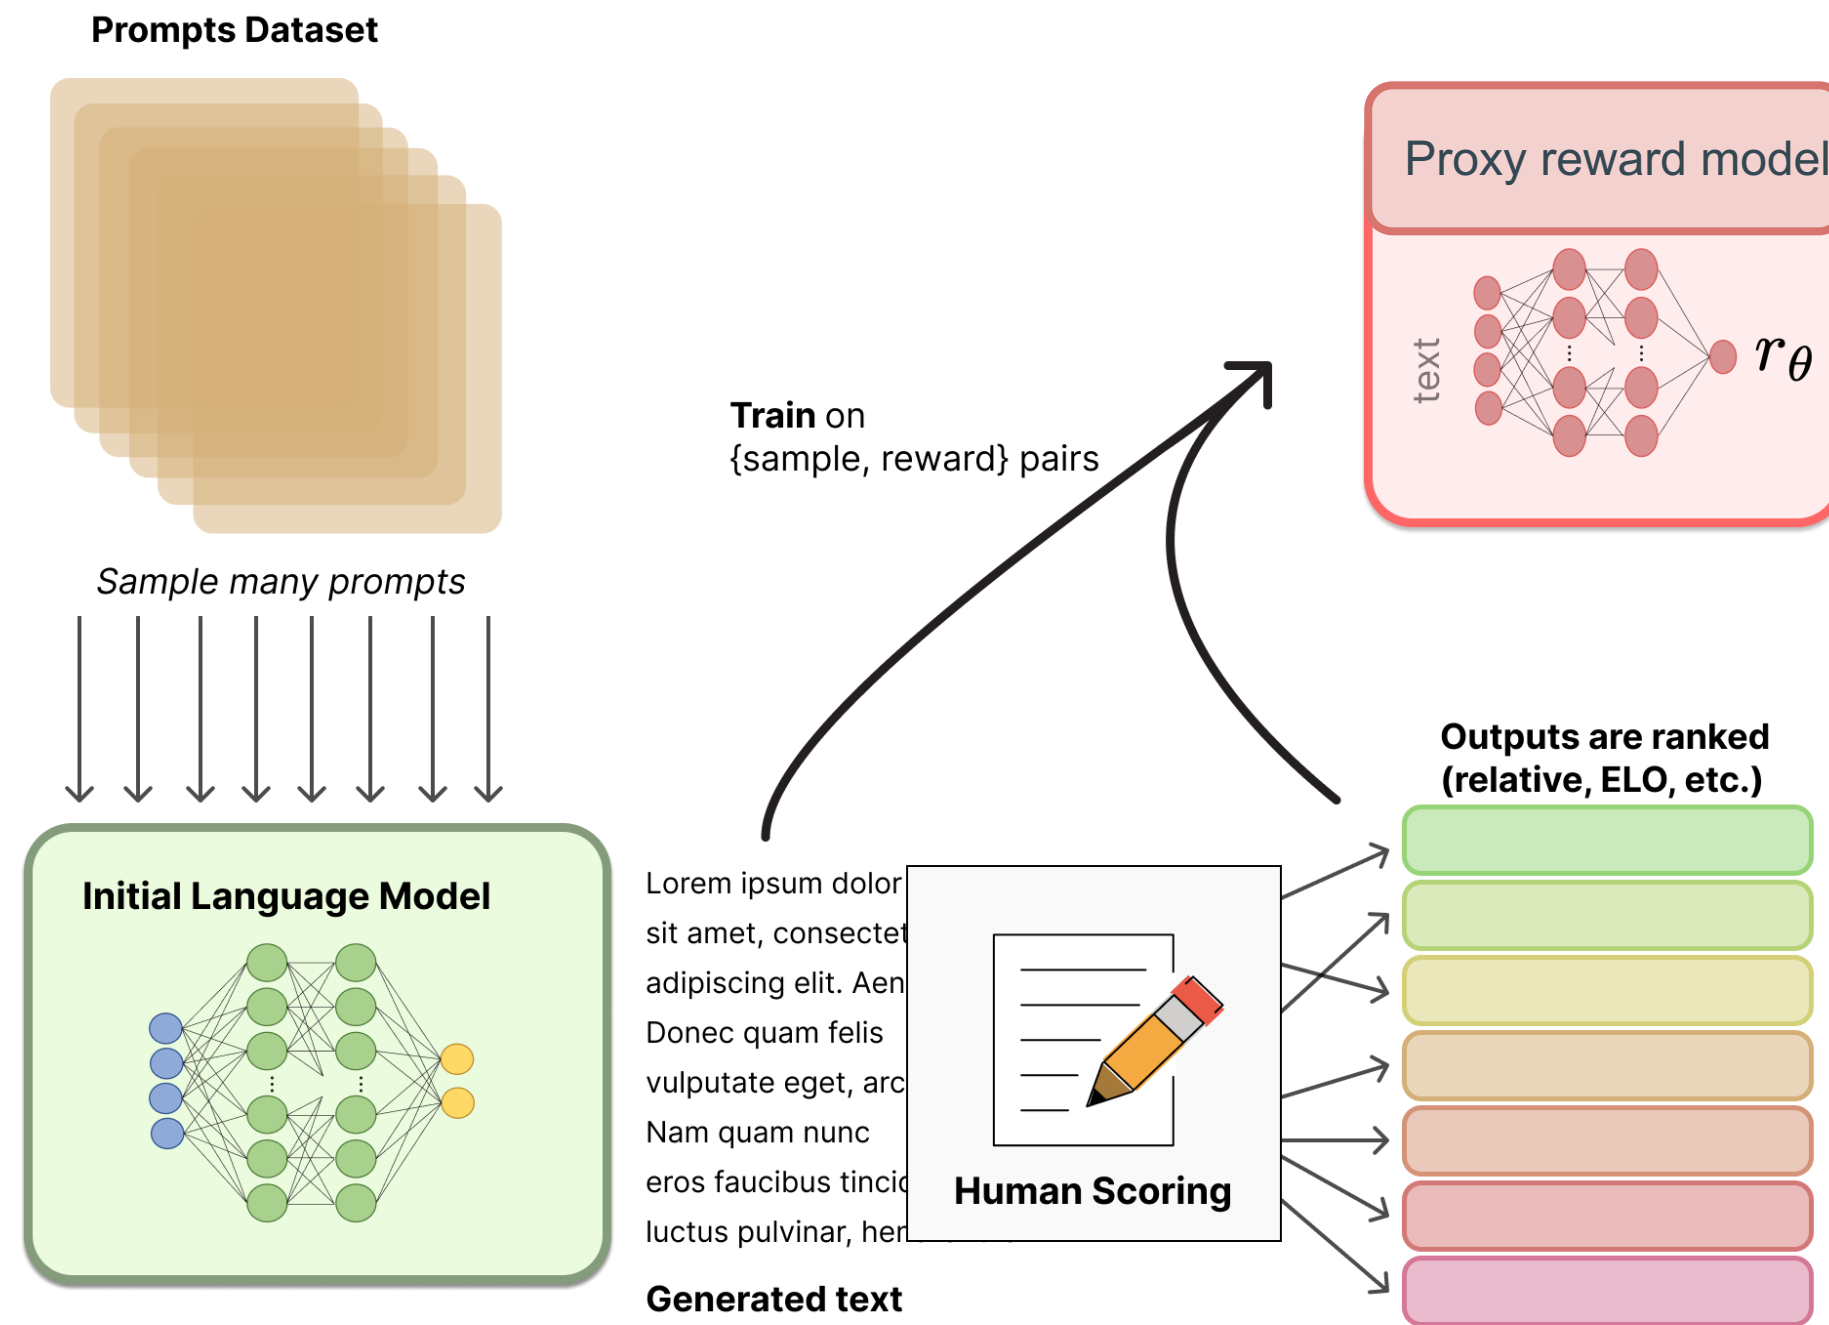 Prompts Dataset
Sample many prompts
Initial Language Model
Train on
{sample, reward} pairs
Proxy reward model
text
rθ
Lorem ipsum dolor
sit amet, consectet
adipiscing elit. Aen
Donec quam felis
vulputate eget, arc
Nam quam nunc
eros faucibus tincid
luctus pulvinar, her
Generated text
Human Scoring
Outputs are ranked
(relative, ELO, etc.)